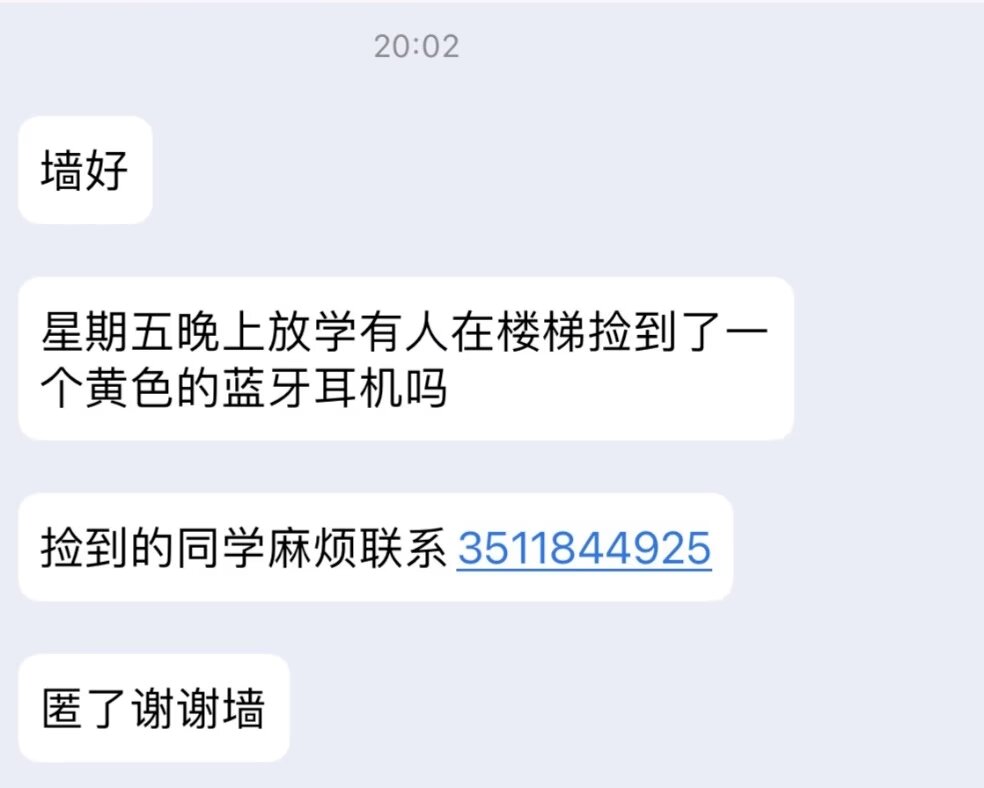 20:02
墙好
星期五晚上放学有人在楼梯捡到了一
个黄色的蓝牙耳机吗
捡到的同学麻烦联系 3511844925
匿了谢谢墙